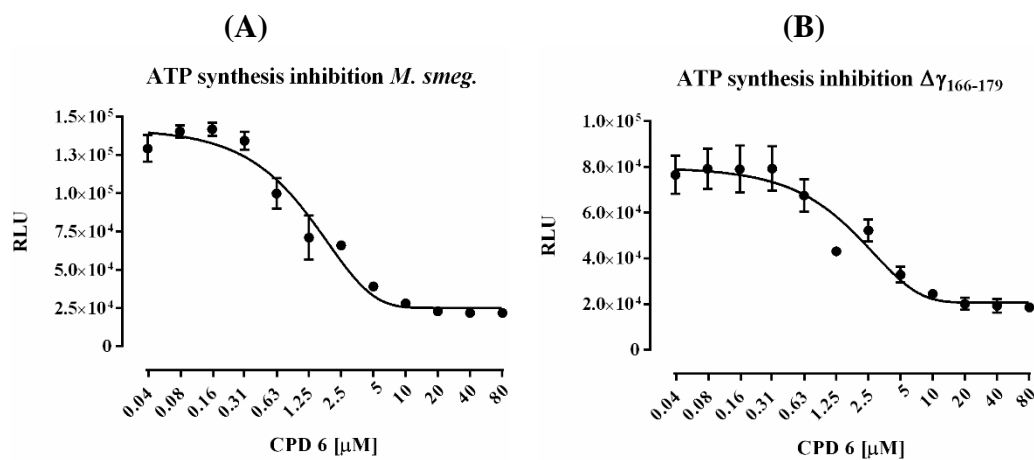 (A)
ATP synthesis inhibition M. smeg.
1.5×10⁵
1.3×10⁵
1.0×10⁵
7.5×10⁴
5.0×10⁴
2.5×10⁴
0
RLU
0.04 0.08 0.16 0.31 0.63 1.25 2.5 5 10 20 40 80
CPD 6 [μM]
(B)
ATP synthesis inhibition Δγ₁₆₆₋₁₇₉
1.0×10⁵
8.0×10⁴
6.0×10⁴
4.0×10⁴
2.0×10⁴
0
RLU
0.04 0.08 0.16 0.31 0.63 1.25 2.5 5 10 20 40 80
CPD 6 [μM]